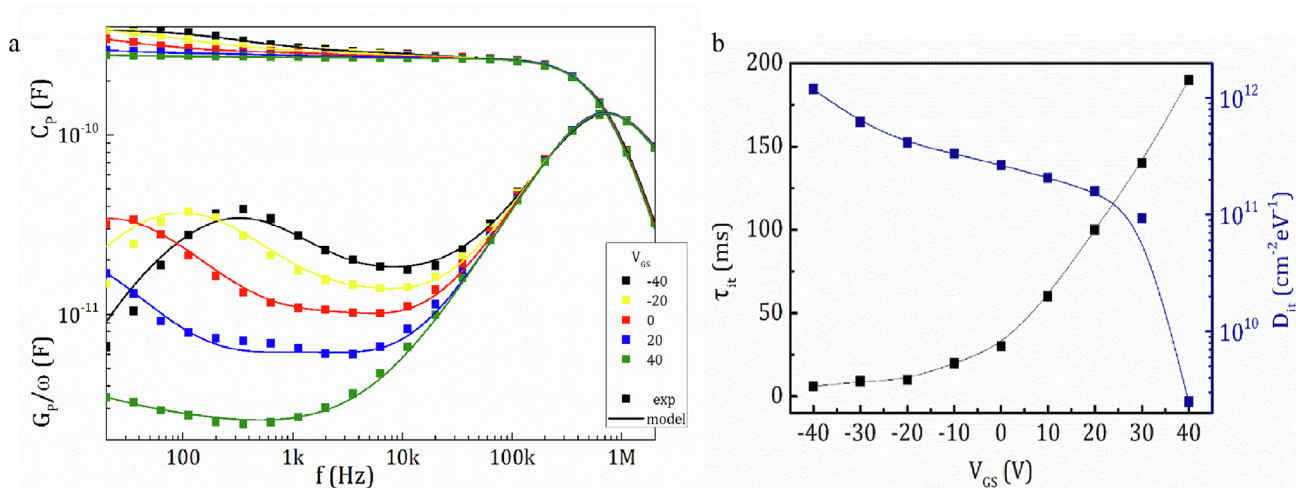 a
C_P (F)
10^-10
G_P/ω (F)
10^-11
100
1k
10k
100k
1M
f (Hz)
V_GS
-40
-20
0
20
40
exp
model
b
τ_it (ms)
200
150
100
50
0
-40 -30 -20 -10 0 10 20 30 40
V_GS (V)
10^12
10^11
10^10
D_it (cm^-2 eV^-1)